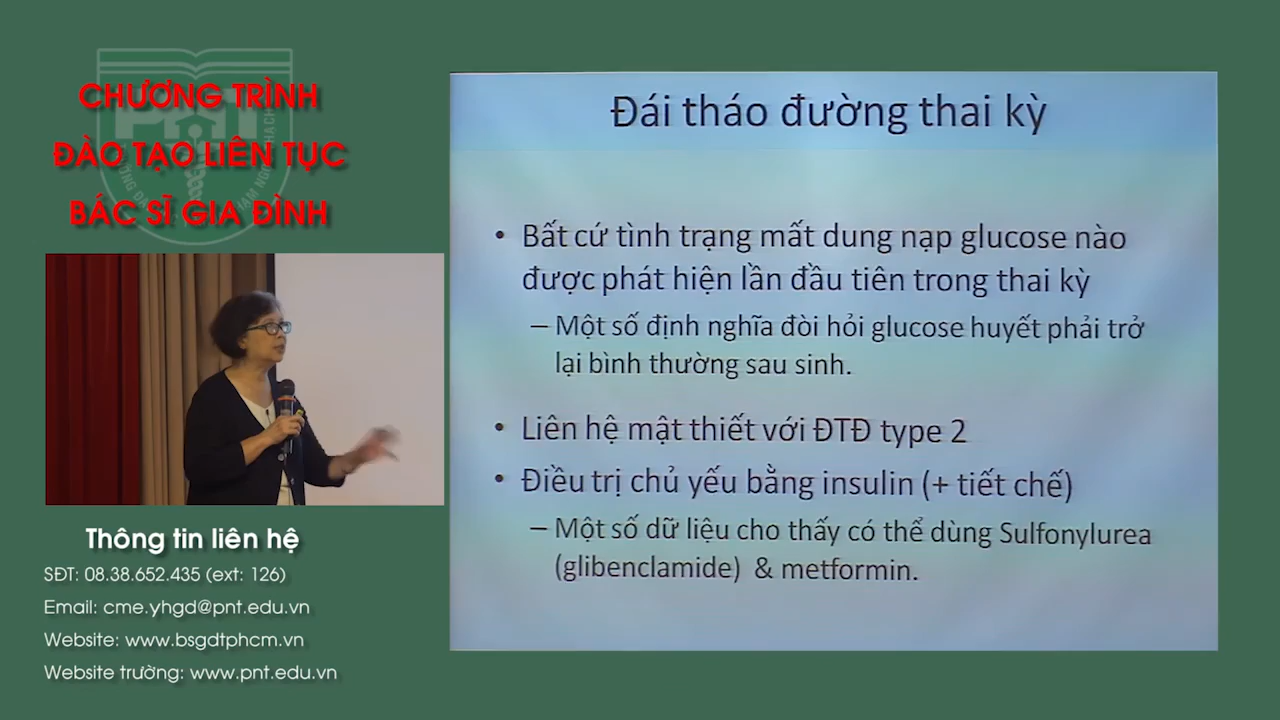 CHƯƠNG TRÌNH
ĐÀO TẠO LIÊN TỤC
BÁC SĨ GIA ĐÌNH
Thông tin liên hệ
SĐT: 08.38.652.435 (ext: 126)
Email: cme.yhgd@pnt.edu.vn
Website: www.bsgdtphcm.vn
Website trường: www.pnt.edu.vn
Đái tháo đường thai kỳ
• Bất cứ tình trạng mất dung nạp glucose nào
được phát hiện lần đầu tiên trong thai kỳ
– Một số định nghĩa đòi hỏi glucose huyết phải trở
lại bình thường sau sinh.
• Liên hệ mật thiết với ĐTĐ type 2
• Điều trị chủ yếu bằng insulin (+ tiết chế)
– Một số dữ liệu cho thấy có thể dùng Sulfonylurea
(glibenclamide) & metformin.